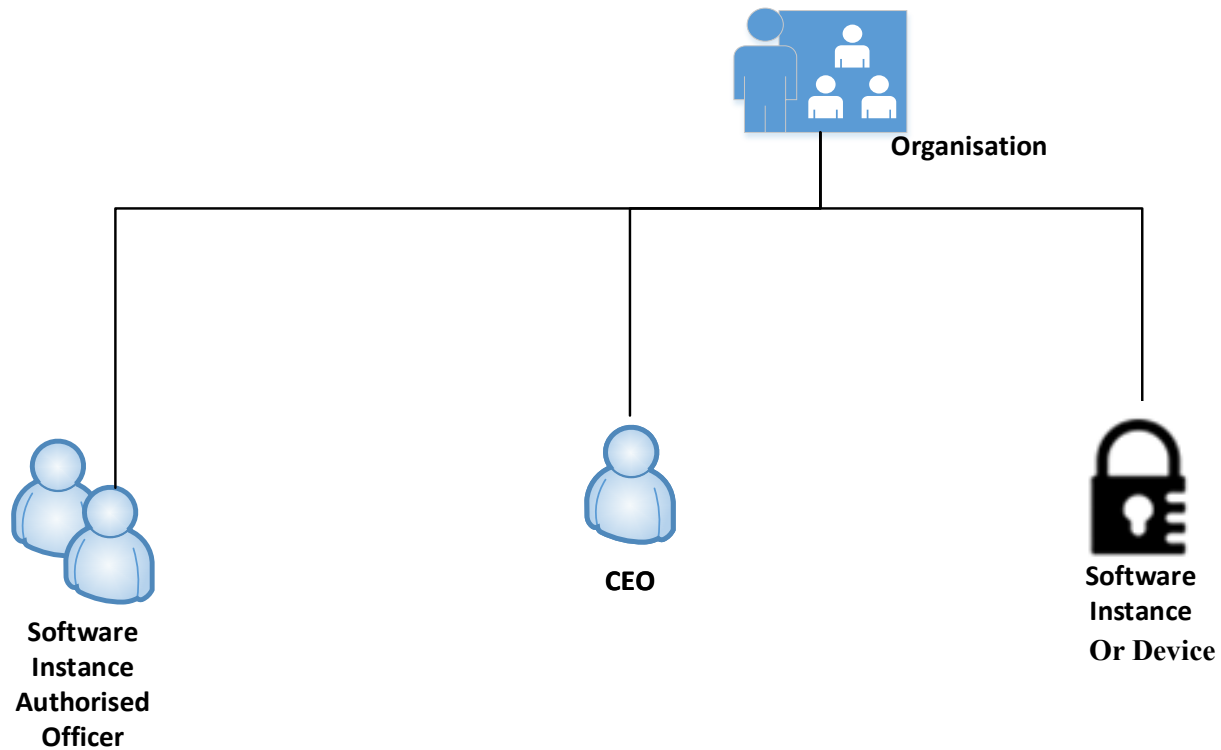 Organisation
Software
Instance
Authorised
Officer
CEO
Software
Instance
Or Device